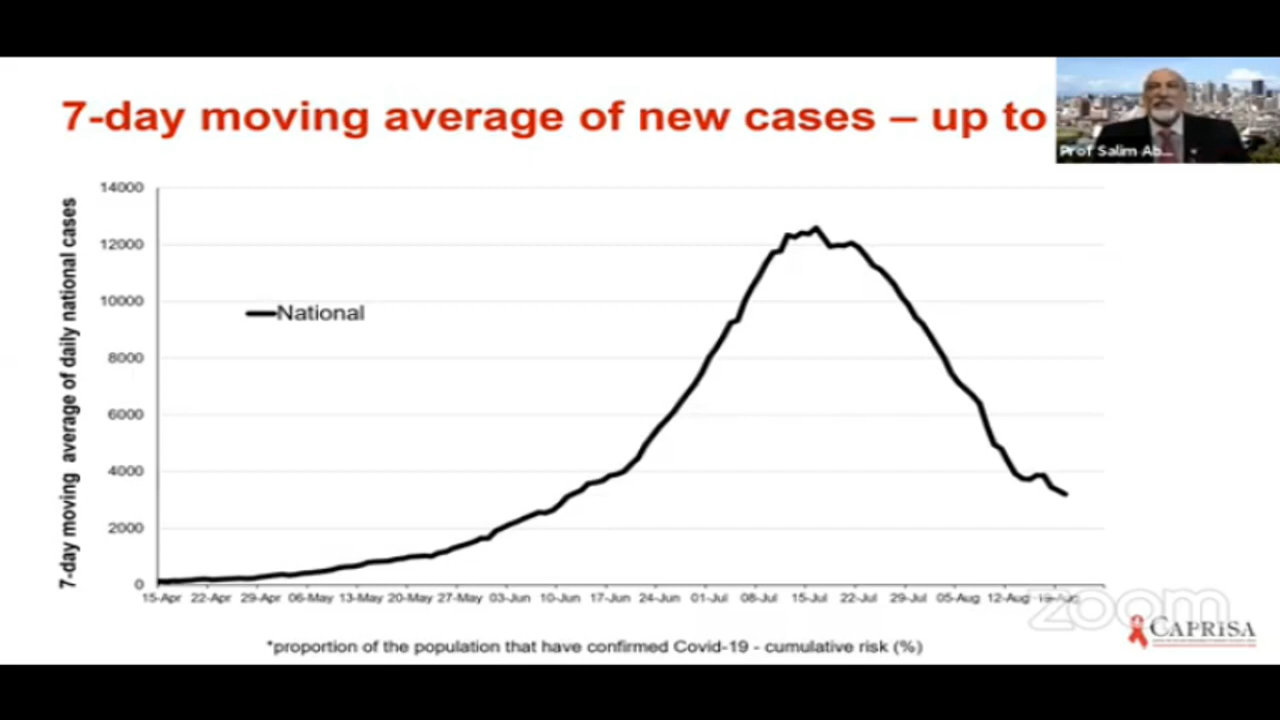 7-day moving average of new cases – up to
Prof Salim Ab...
7-day moving average of daily national cases
14000
12000
10000
8000
6000
4000
2000
0
National
15-Apr 22-Apr 29-Apr 06-May 13-May 20-May 27-May 03-Jun 10-Jun 17-Jun 24-Jun 01-Jul 08-Jul 15-Jul 22-Jul 29-Jul 05-Aug 12-Aug 19-Aug
zoom
CAPRISA
*proportion of the population that have confirmed Covid-19 - cumulative risk (%)